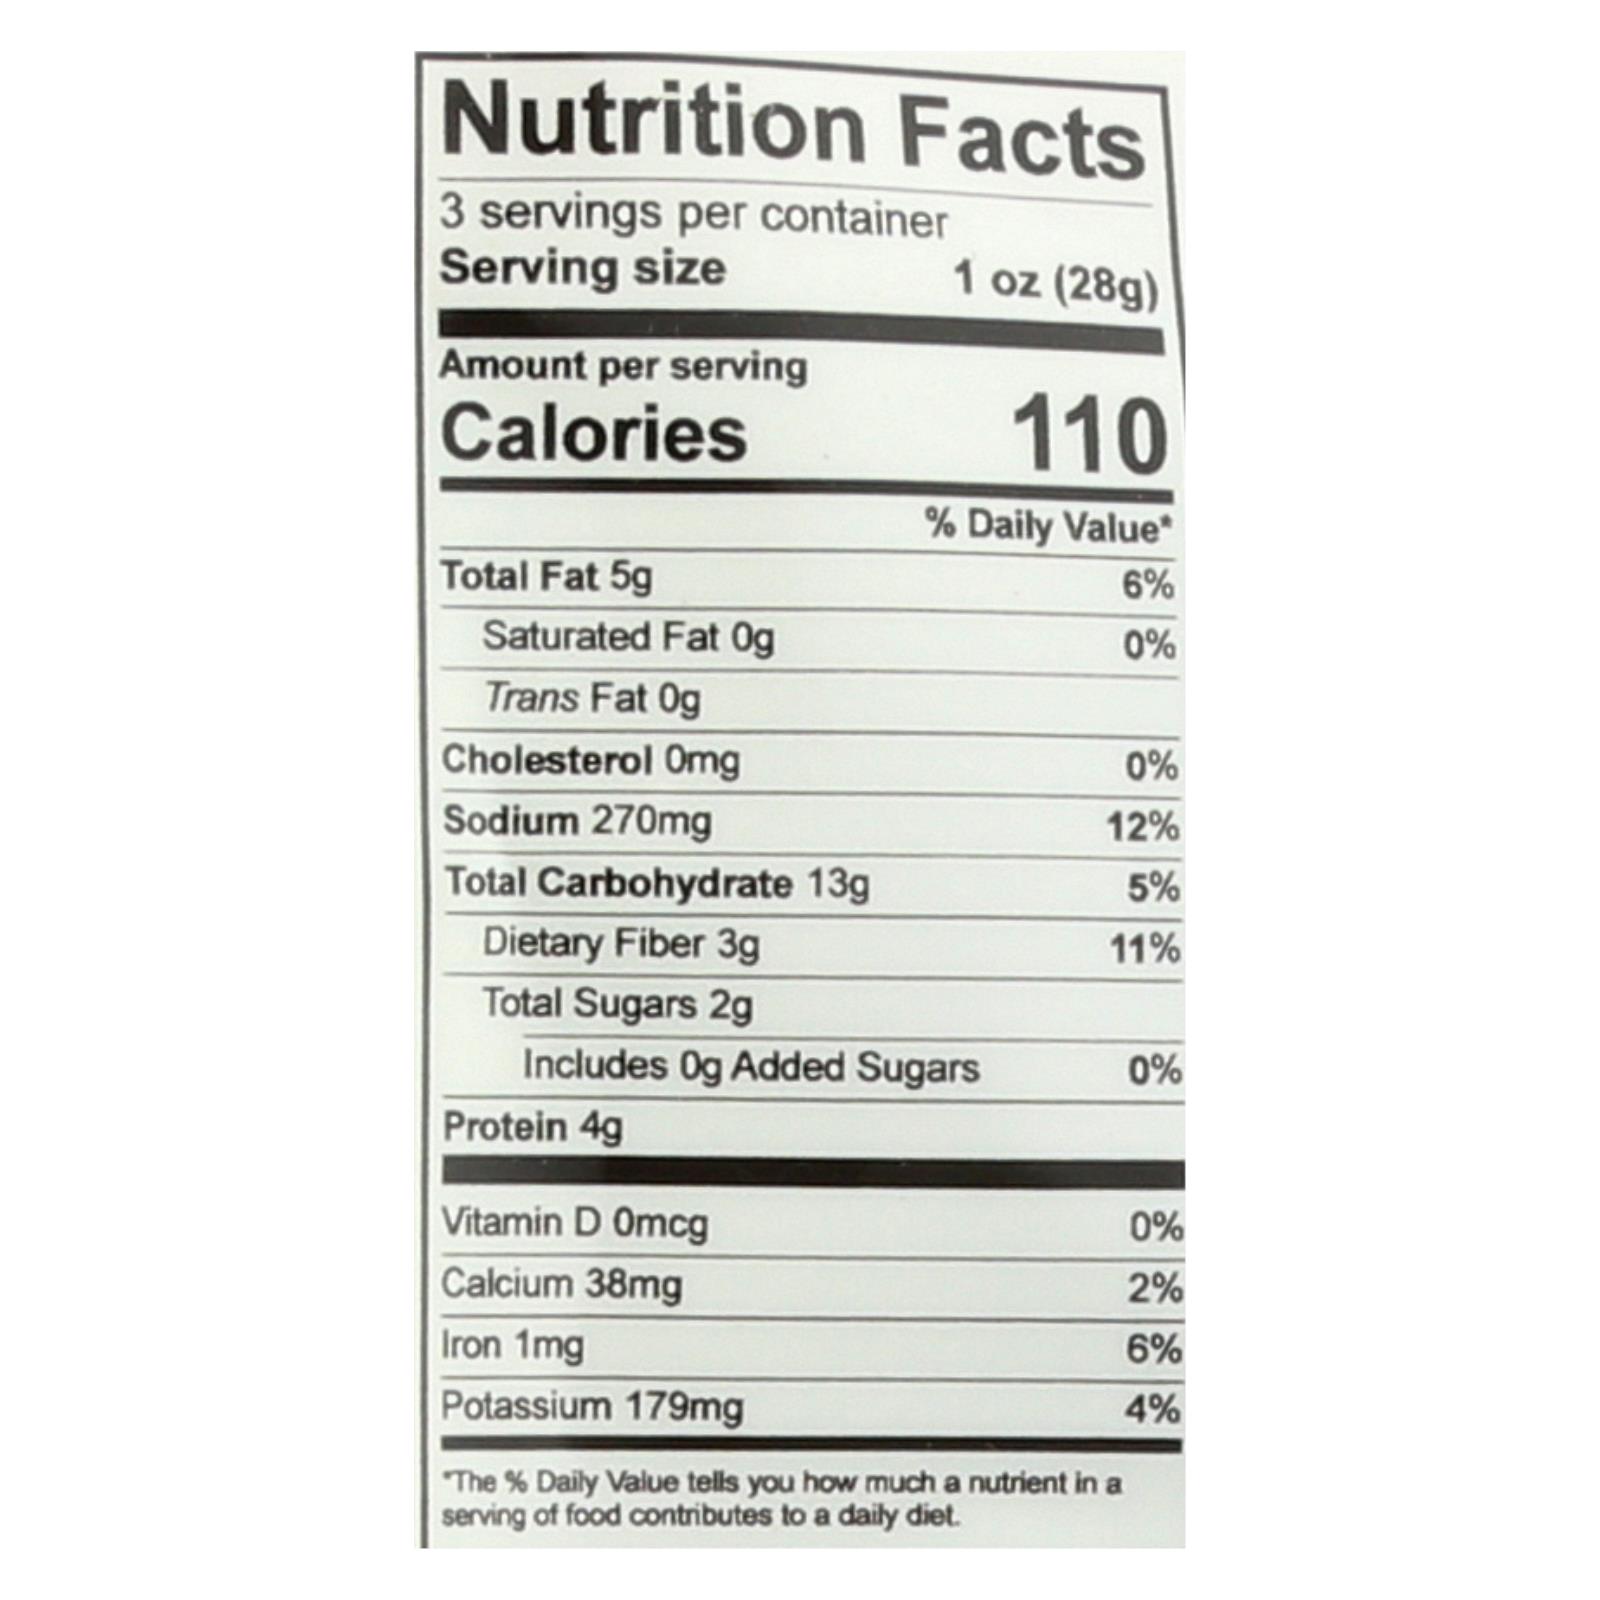 Nutrition Facts
3 servings per container
Serving size 1 oz (28g)
Amount per serving
Calories 110
% Daily Value*
Total Fat 5g 6%
Saturated Fat 0g 0%
Trans Fat 0g
Cholesterol 0mg 0%
Sodium 270mg 12%
Total Carbohydrate 13g 5%
Dietary Fiber 3g 11%
Total Sugars 2g
Includes 0g Added Sugars 0%
Protein 4g
Vitamin D 0mcg 0%
Calcium 38mg 2%
Iron 1mg 6%
Potassium 179mg 4%
*The % Daily Value tells you how much a nutrient in a
serving of food contributes to a daily diet.